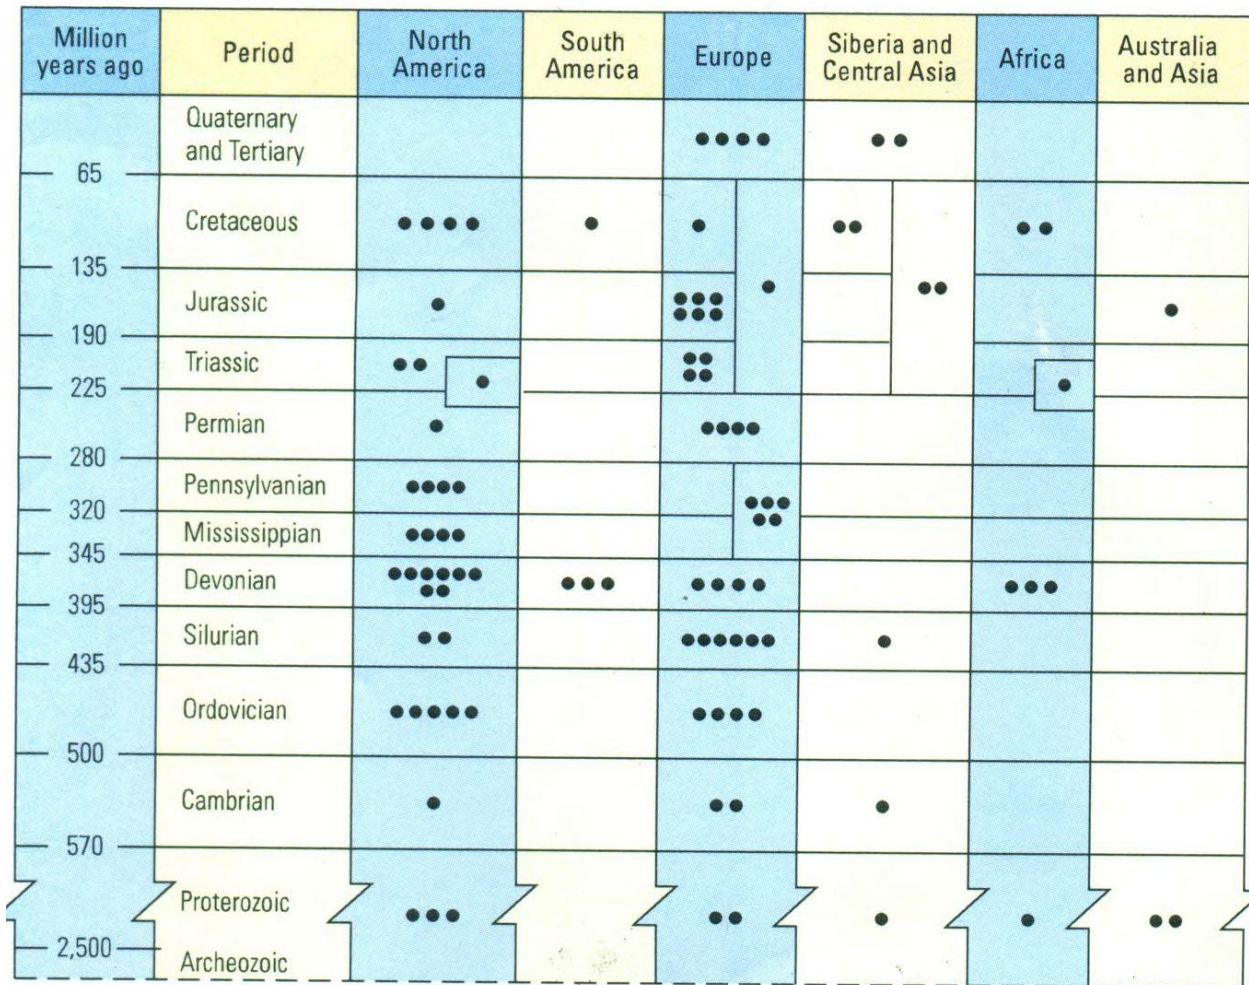 Million
years ago
Period
North
America
South
America
Europe
Siberia and
Central Asia
Africa
Australia
and Asia
Quaternary
and Tertiary
65
Cretaceous
135
Jurassic
190
Triassic
225
Permian
280
Pennsylvanian
320
Mississippian
345
Devonian
395
Silurian
435
Ordovician
500
Cambrian
570
Proterozoic
2,500
Archeozoic